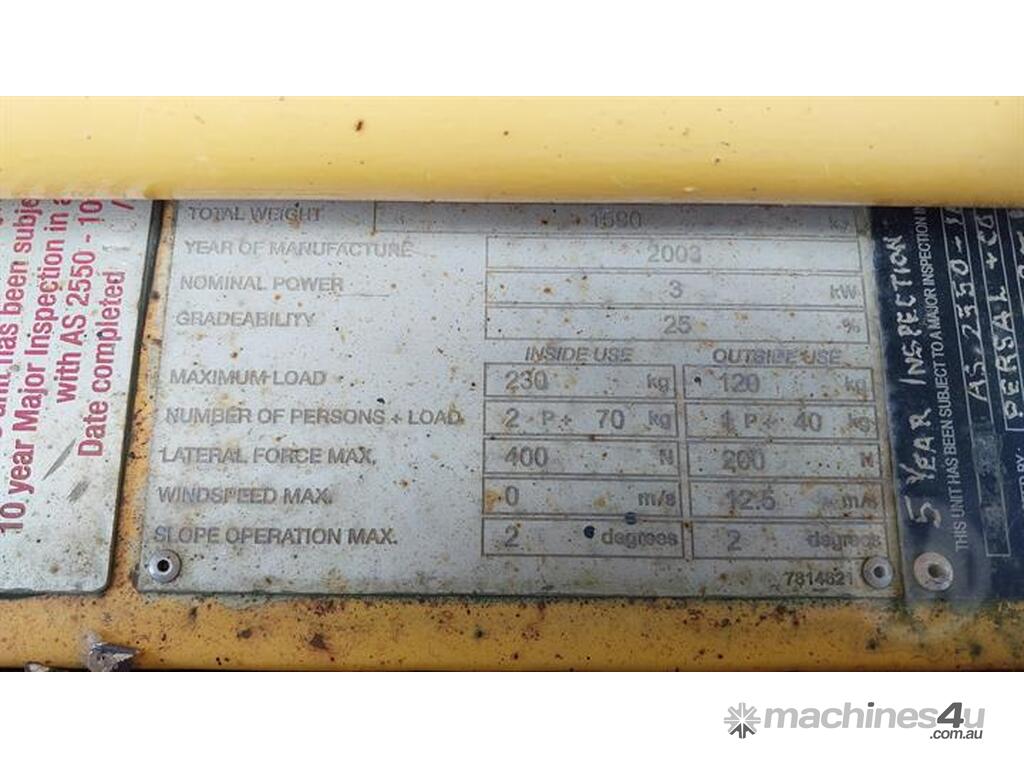 10 year Major Inspection in a
with AS 2550 - 10
Date completed /
TOTAL WEIGHT kg
YEAR OF MANUFACTURE 2003
NOMINAL POWER 3 kW
GRADEABILITY 25 %
INSIDE USE OUTSIDE USE
MAXIMUM LOAD 230 kg 120 kg
NUMBER OF PERSONS + LOAD 2 P + 70 kg 1 P + 40 kg
LATERAL FORCE MAX. 400 N 200 N
WINDSPEED MAX. 0 m/s 12.5 m/s
SLOPE OPERATION MAX. 2 degrees 2 degrees
7814821
5 YEAR INSPECTION
THIS UNIT HAS BEEN SUBJECT TO A MAJOR INSPECTION IN
AS 2550 - 10
machines4u
.com.au